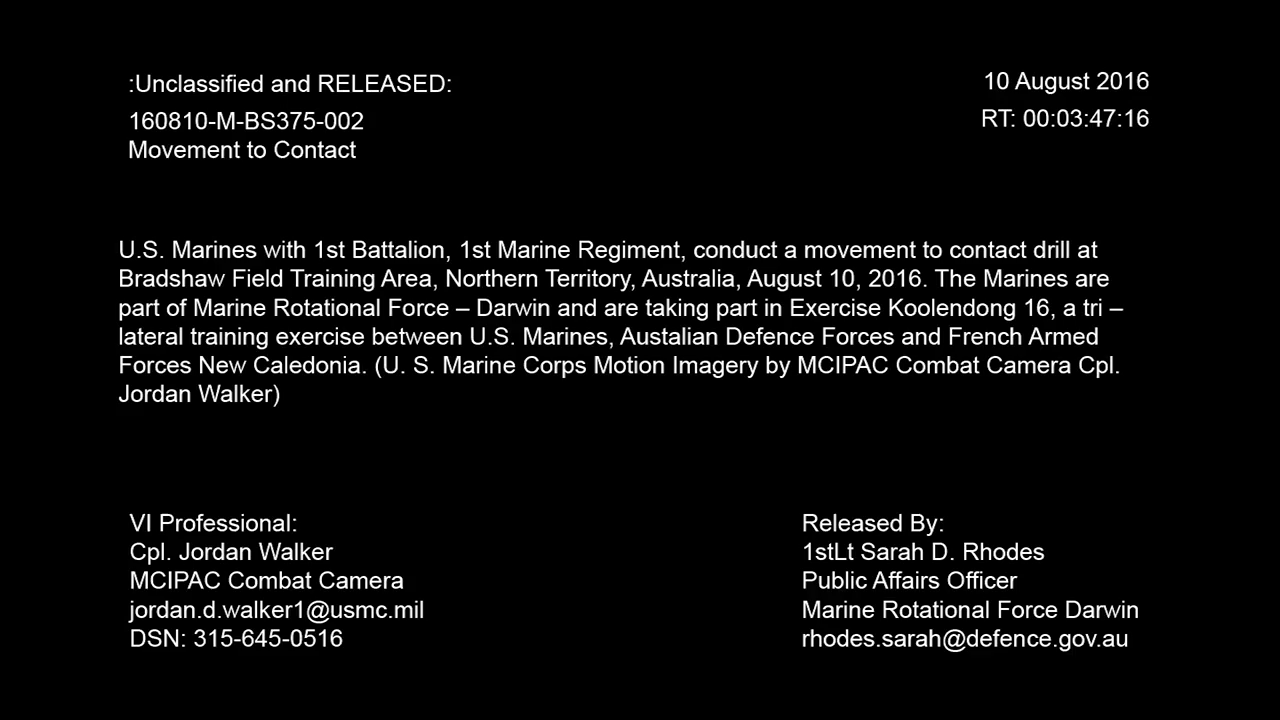 :Unclassified and RELEASED:
160810-M-BS375-002
Movement to Contact
10 August 2016
RT: 00:03:47:16
U.S. Marines with 1st Battalion, 1st Marine Regiment, conduct a movement to contact drill at
Bradshaw Field Training Area, Northern Territory, Australia, August 10, 2016. The Marines are
part of Marine Rotational Force – Darwin and are taking part in Exercise Koolendong 16, a tri –
lateral training exercise between U.S. Marines, Austalian Defence Forces and French Armed
Forces New Caledonia. (U. S. Marine Corps Motion Imagery by MCIPAC Combat Camera Cpl.
Jordan Walker)
VI Professional:
Cpl. Jordan Walker
MCIPAC Combat Camera
jordan.d.walker1@usmc.mil
DSN: 315-645-0516
Released By:
1stLt Sarah D. Rhodes
Public Affairs Officer
Marine Rotational Force Darwin
rhodes.sarah@defence.gov.au